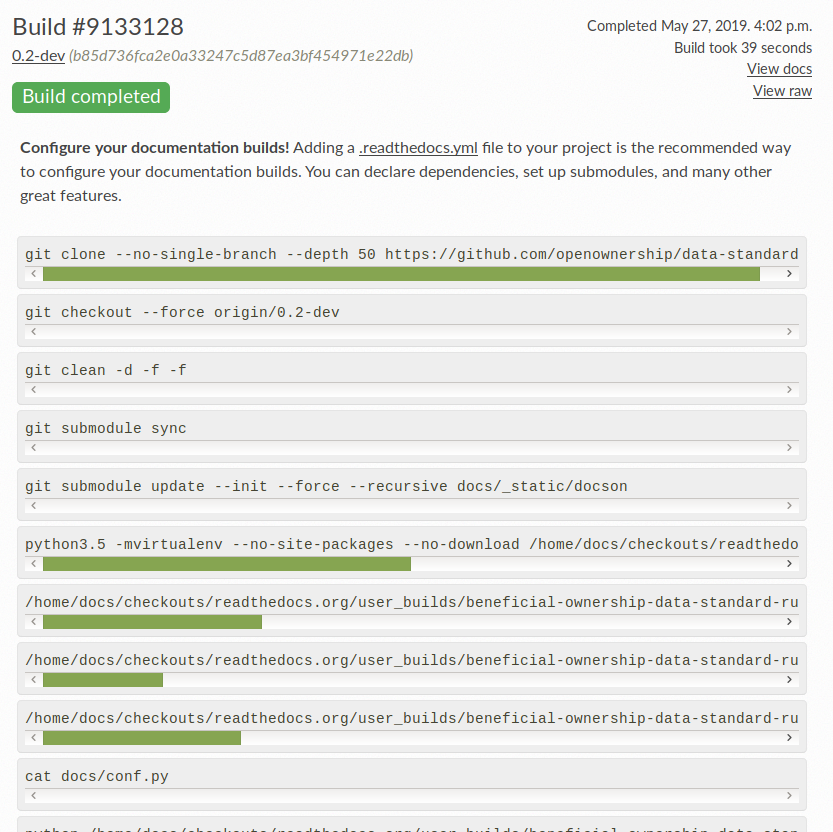 Build #9133128
Completed May 27, 2019. 4:02 p.m.
0.2-dev (b85d736fca2e0a33247c5d87ea3bf454971e22db)
Build took 39 seconds
View docs
View raw
Build completed
Configure your documentation builds! Adding a .readthedocs.yml file to your project is the recommended way
to configure your documentation builds. You can declare dependencies, set up submodules, and many other
great features.
git clone --no-single-branch --depth 50 https://github.com/openownership/data-standard
git checkout --force origin/0.2-dev
git clean -d -f -f
git submodule sync
git submodule update --init --force --recursive docs/_static/docson
python3.5 -mvirtualenv --no-site-packages --no-download /home/docs/checkouts/readthedo
/home/docs/checkouts/readthedocs.org/user_builds/beneficial-ownership-data-standard-ru
/home/docs/checkouts/readthedocs.org/user_builds/beneficial-ownership-data-standard-ru
/home/docs/checkouts/readthedocs.org/user_builds/beneficial-ownership-data-standard-ru
cat docs/conf.py